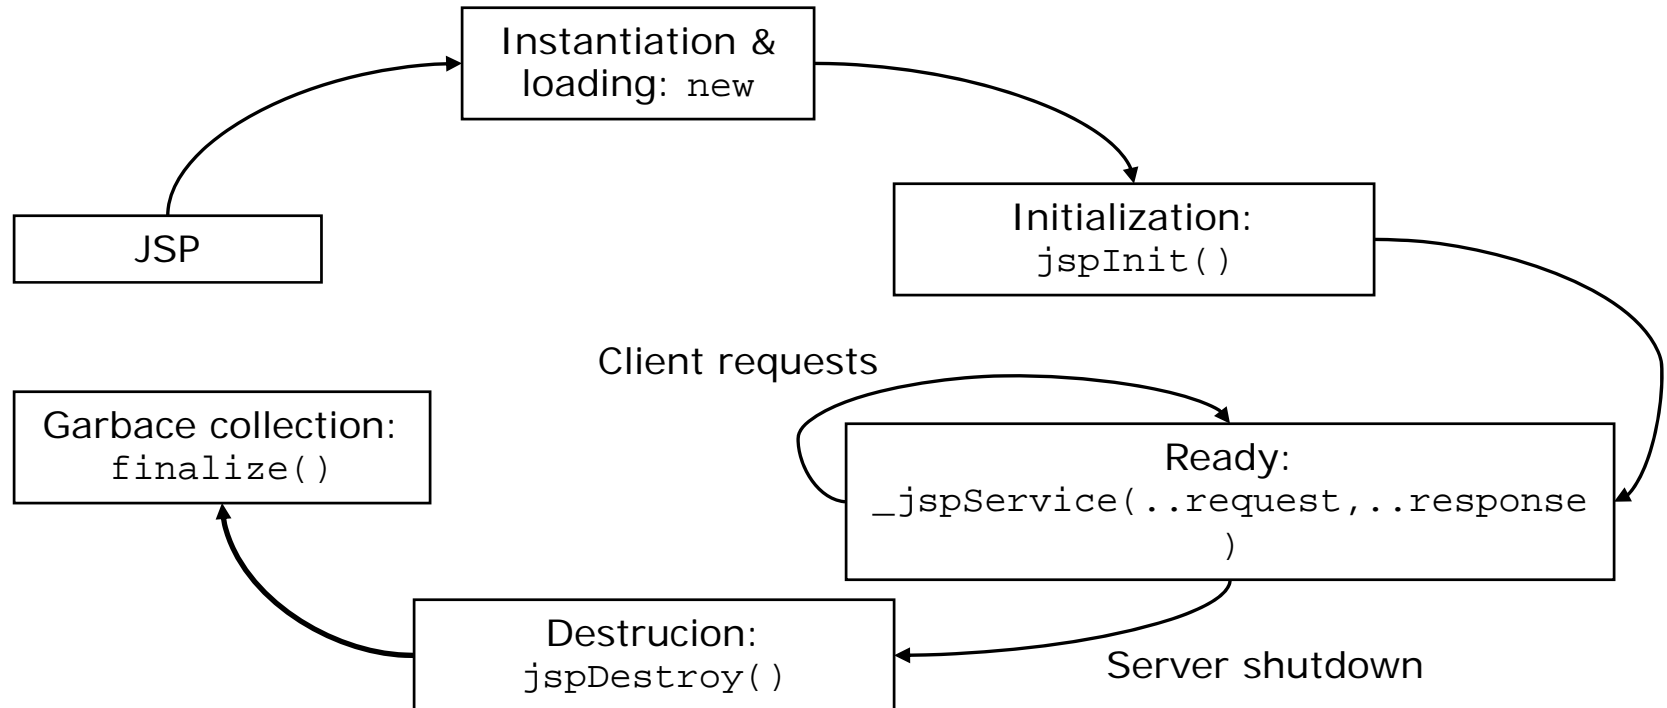 Instantiation &
loading: new
JSP
Initialization:
jspInit()
Client requests
Garbace collection:
finalize()
Ready:
_jspService(..request,..response
)
Destrucion:
jspDestroy()
Server shutdown